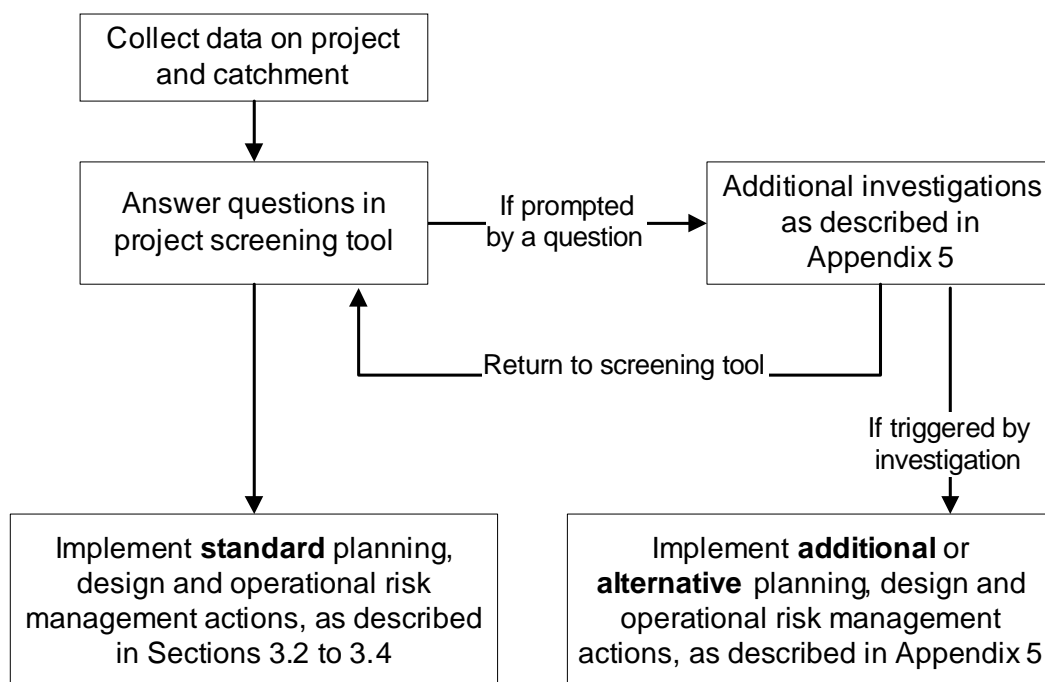 Collect data on project
and catchment
Answer questions in
project screening tool
If prompted
by a question
Additional investigations
as described in
Appendix 5
Return to screening tool
If triggered by
investigation
Implement standard planning,
design and operational risk
management actions, as described
in Sections 3.2 to 3.4
Implement additional or
alternative planning, design and
operational risk management
actions, as described in Appendix 5